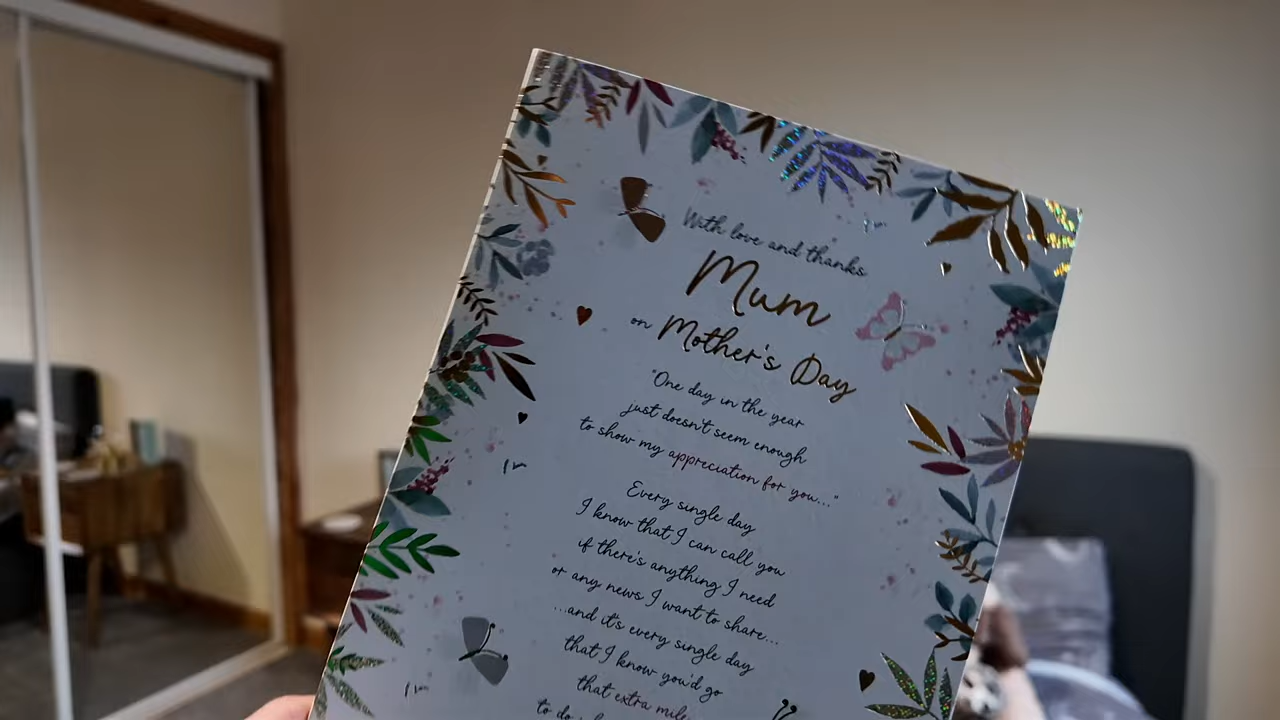 With love and thanks
Mum
on Mother's Day
"One day in the year
just doesn't seem enough
to show my appreciation for you..."
Every single day
I know that I can call you
if there's anything I need
or any news I want to share...
...and it's every single day
that I know you'd go
that extra mile
to do